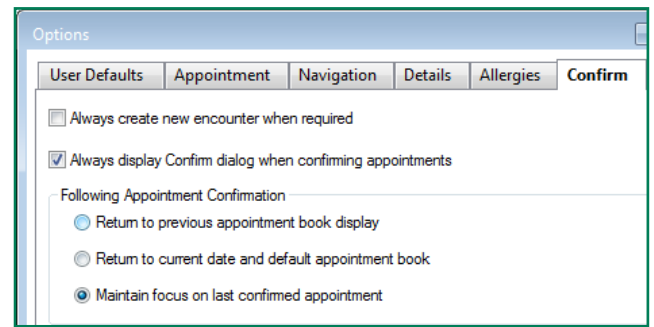 Options
User Defaults Appointment Navigation Details Allergies Confirm
Always create new encounter when required
Always display Confirm dialog when confirming appointments
Following Appointment Confirmation
Return to previous appointment book display
Return to current date and default appointment book
Maintain focus on last confirmed appointment